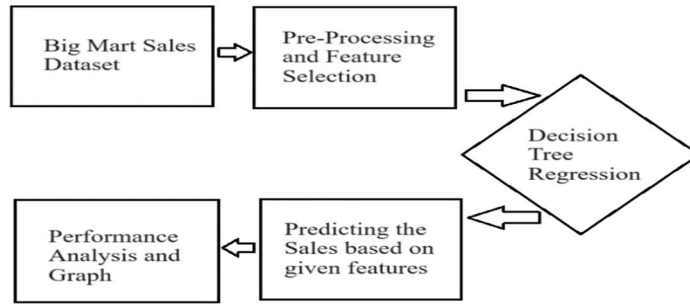 Big Mart Sales
Dataset
Pre-Processing
and Feature
Selection
Decision
Tree
Regression
Predicting the
Sales based on
given features
Performance
Analysis and
Graph